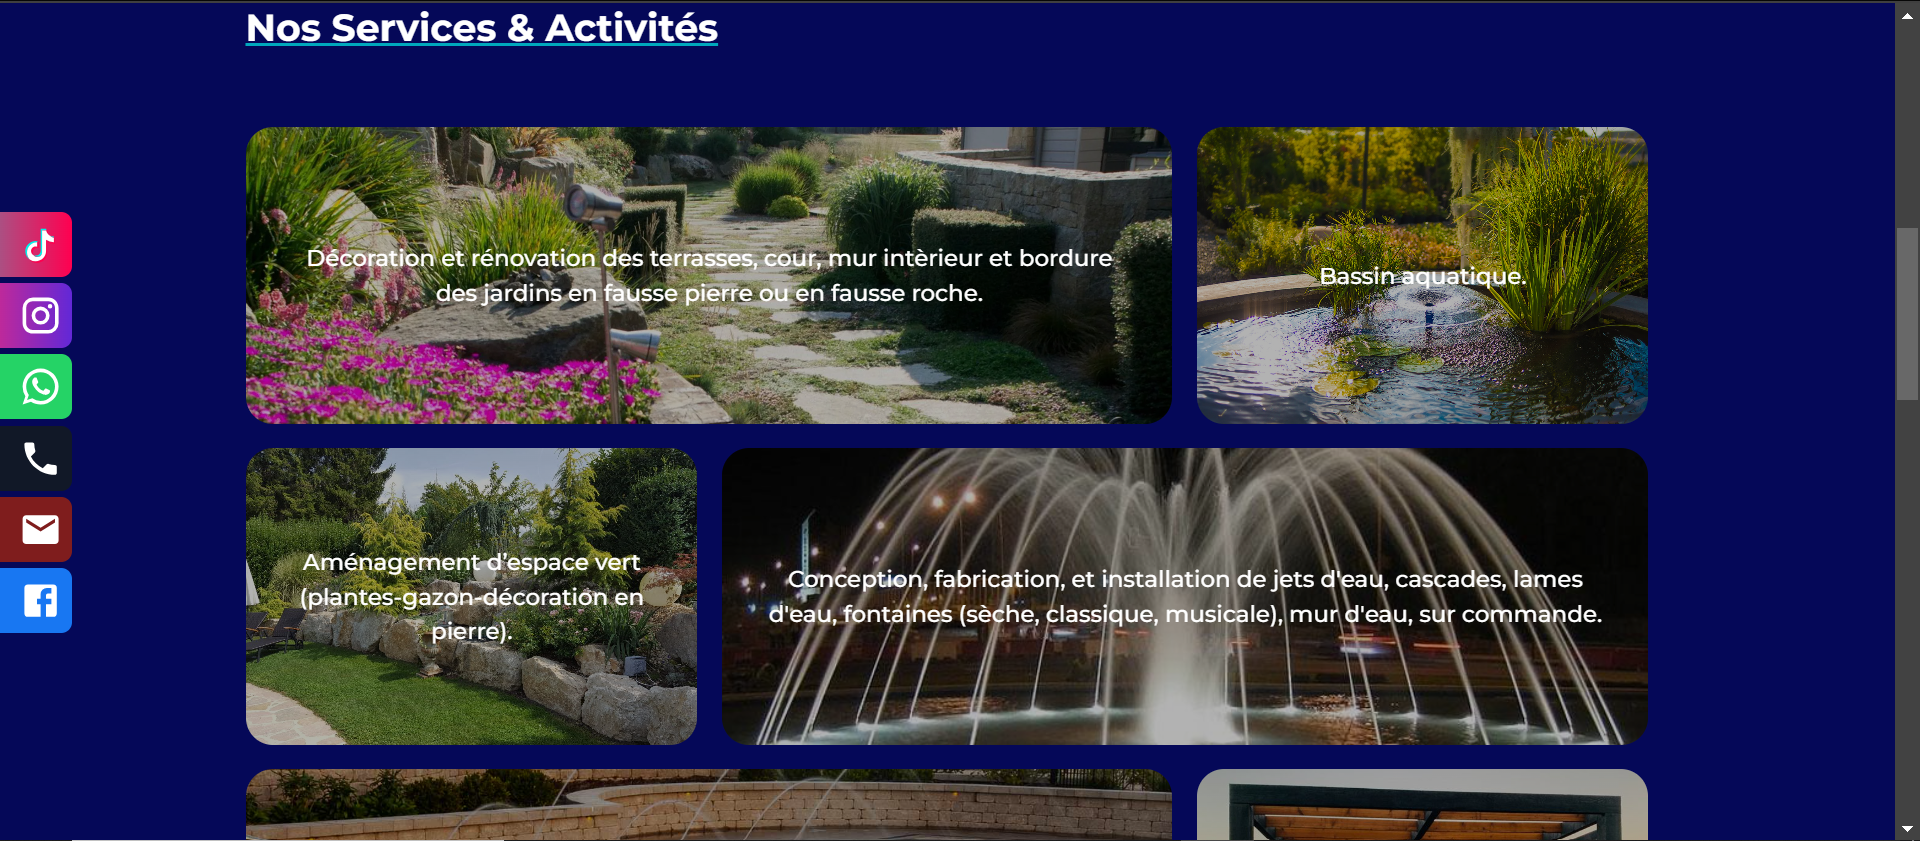 Nos Services & Activités
Décoration et rénovation des terrasses, cour, mur intèrieur et bordure
des jardins en fausse pierre ou en fausse roche.
Bassin aquatique.
Aménagement d'espace vert
(plantes-gazon-décoration en
pierre).
Conception, fabrication, et installation de jets d'eau, cascades, lames
d'eau, fontaines (sèche, classique, musicale), mur d'eau, sur commande.